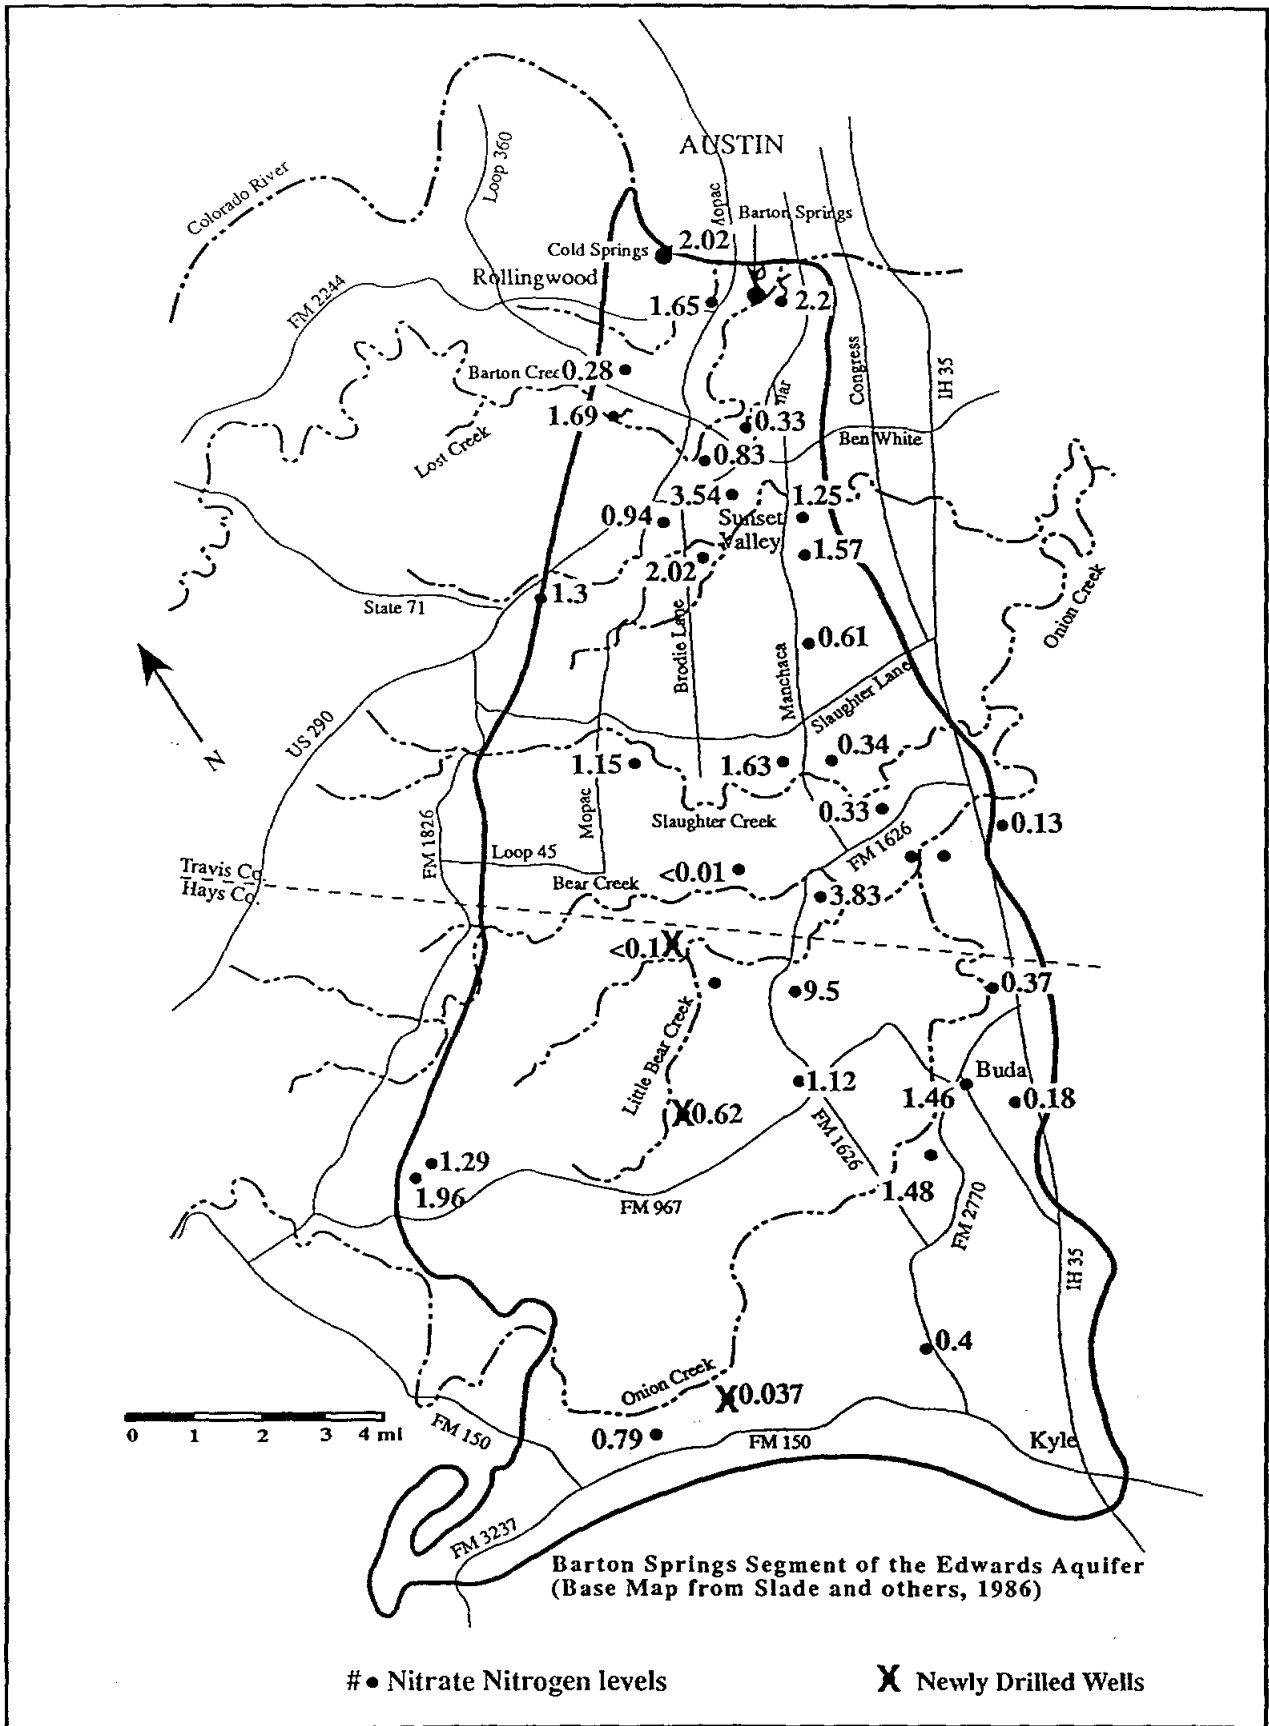 AUSTIN
Loop 360
Colorado River
Mopac
Barton Springs
Cold Springs
2.02
Rollingwood
FM 2244
1.65
2.2
Congress
IH 35
Barton Creek
0.28
1.69
Lost Creek
0.33
Ben White
0.83
3.54
1.25
0.94
Sunset
Valley
1.57
2.02
1.3
State 71
Onion Creek
Brodie Lane
0.61
Manchaca
Slaughter Lane
US 290
N
0.34
1.15
1.63
0.33
Mopac
Slaughter Creek
0.13
FM 1826
FM 1626
Loop 45
Travis Co.
Hays Co.
<0.01
Bear Creek
3.83
<0.1
0.37
9.5
Little Bear Creek
Buda
1.12
1.46
0.18
0.62
FM 1626
1.29
1.96
1.48
FM 967
FM 2770
IH 35
0.4
Onion Creek
0.037
0 1 2 3 4 mi
FM 150
0.79
FM 150
Kyle
FM 3237
Barton Springs Segment of the Edwards Aquifer
(Base Map from Slade and others, 1986)
# Nitrate Nitrogen levels
X Newly Drilled Wells